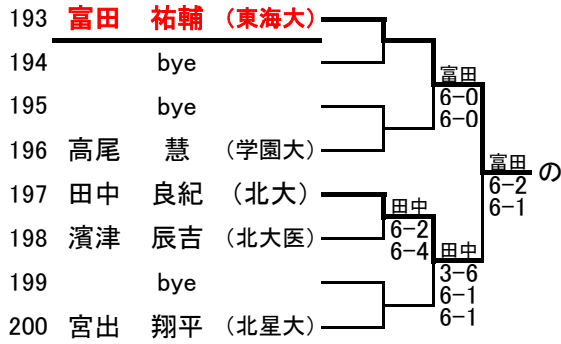 193 富田 祐輔 (東海大)
194 bye
富田
6-0
6-0
195 bye
196 高尾 慧 (学園大)
富田
6-2
6-1
の
197 田中 良紀 (北大)
田中
6-2
6-4
198 濱津 辰吉 (北大医)
田中
3-6
6-1
6-1
199 bye
200 宮出 翔平 (北星大)